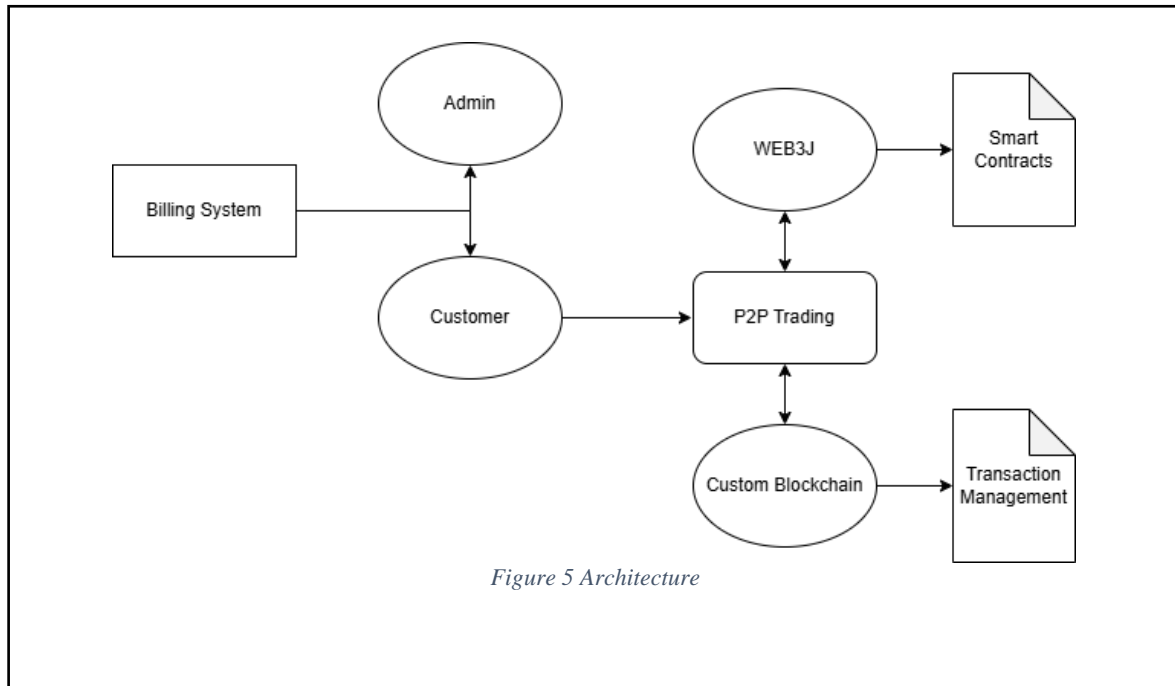 Admin
WEB3J
Smart
Contracts
Billing System
Customer
P2P Trading
Custom Blockchain
Transaction
Management
Figure 5 Architecture